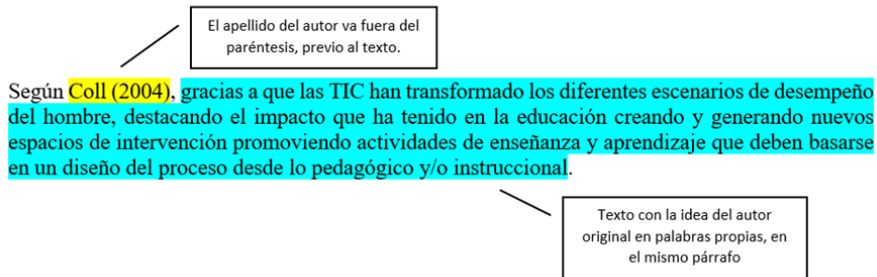 El apellido del autor va fuera del
paréntesis, previo al texto.
Según Coll (2004), gracias a que las TIC han transformado los diferentes escenarios de desempeño
del hombre, destacando el impacto que ha tenido en la educación creando y generando nuevos
espacios de intervención promoviendo actividades de enseñanza y aprendizaje que deben basarse
en un diseño del proceso desde lo pedagógico y/o instruccional.
Texto con la idea del autor
original en palabras propias, en
el mismo párrafo